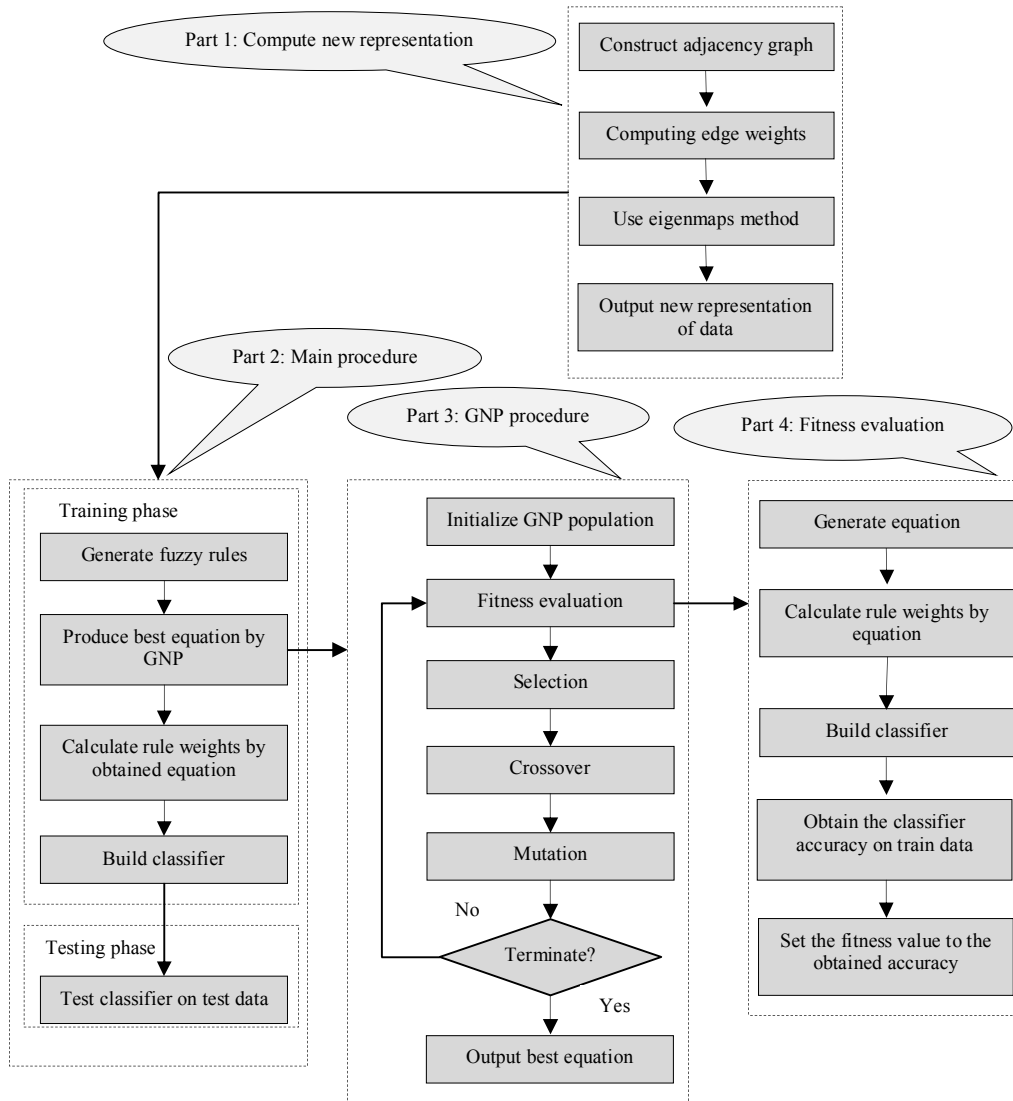 Part 1: Compute new representation
Construct adjacency graph
Computing edge weights
Use eigenmaps method
Output new representation
of data
Part 2: Main procedure
Part 3: GNP procedure
Part 4: Fitness evaluation
Training phase
Generate fuzzy rules
Produce best equation by
GNP
Calculate rule weights by
obtained equation
Build classifier
Testing phase
Test classifier on test data
Initialize GNP population
Fitness evaluation
Selection
Crossover
Mutation
No
Terminate?
Yes
Output best equation
Generate equation
Calculate rule weights by
equation
Build classifier
Obtain the classifier
accuracy on train data
Set the fitness value to the
obtained accuracy